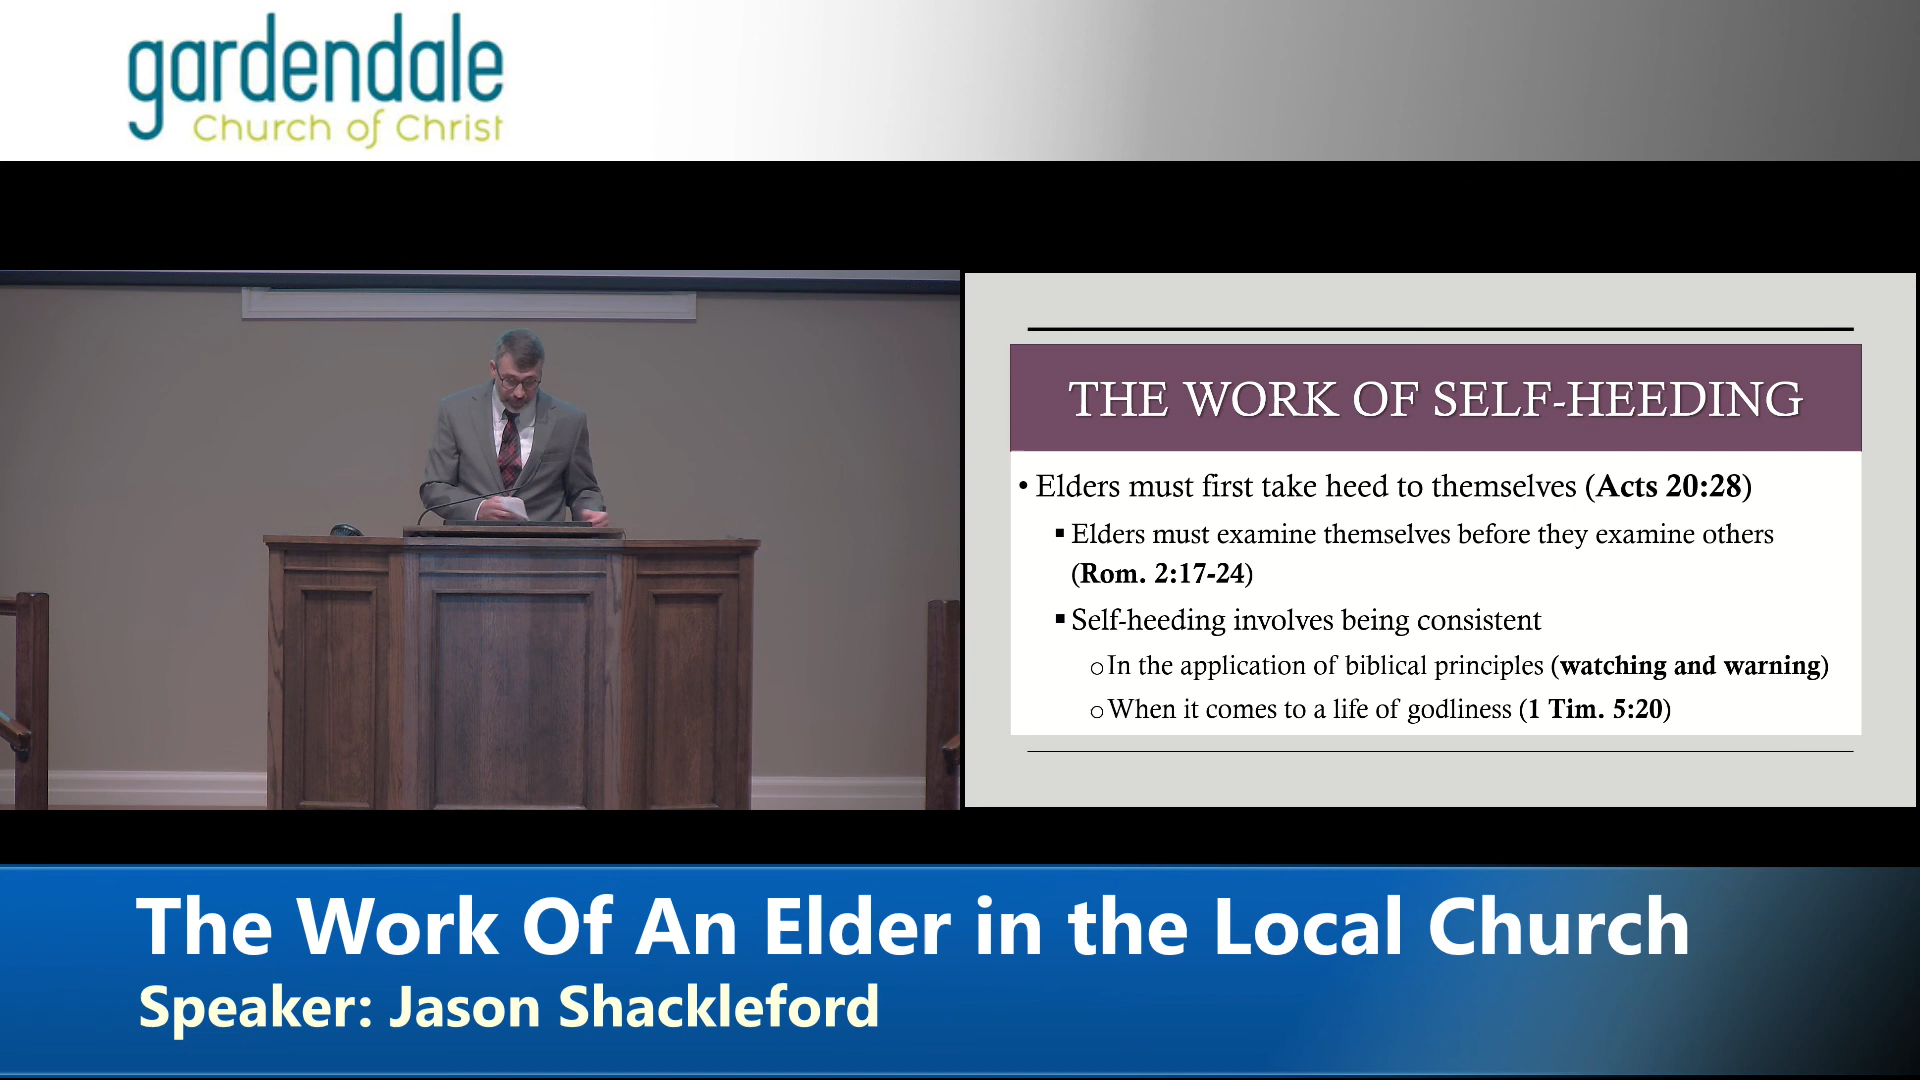 gardendale
Church of Christ
THE WORK OF SELF-HEEDING
• Elders must first take heed to themselves (Acts 20:28)
▪ Elders must examine themselves before they examine others
(Rom. 2:17-24)
▪ Self-heeding involves being consistent
○ In the application of biblical principles (watching and warning)
○ When it comes to a life of godliness (1 Tim. 5:20)
The Work Of An Elder in the Local Church
Speaker: Jason Shackleford